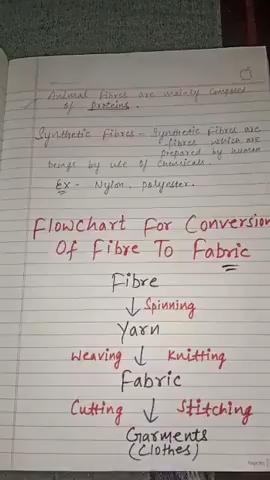 Animal Fibres are mainly composed
of Proteins.
Synthetic Fibres - Synthetic Fibres are
fibres which are
prepared by human
beings by use of chemicals.
Ex - Nylon, polyester.
Flowchart For Conversion
Of Fibre To Fabric
Fibre
↓ Spinning
Yarn
Weaving ↓ Knitting
Fabric
Cutting ↓ Stitching
Garments
(Clothes)